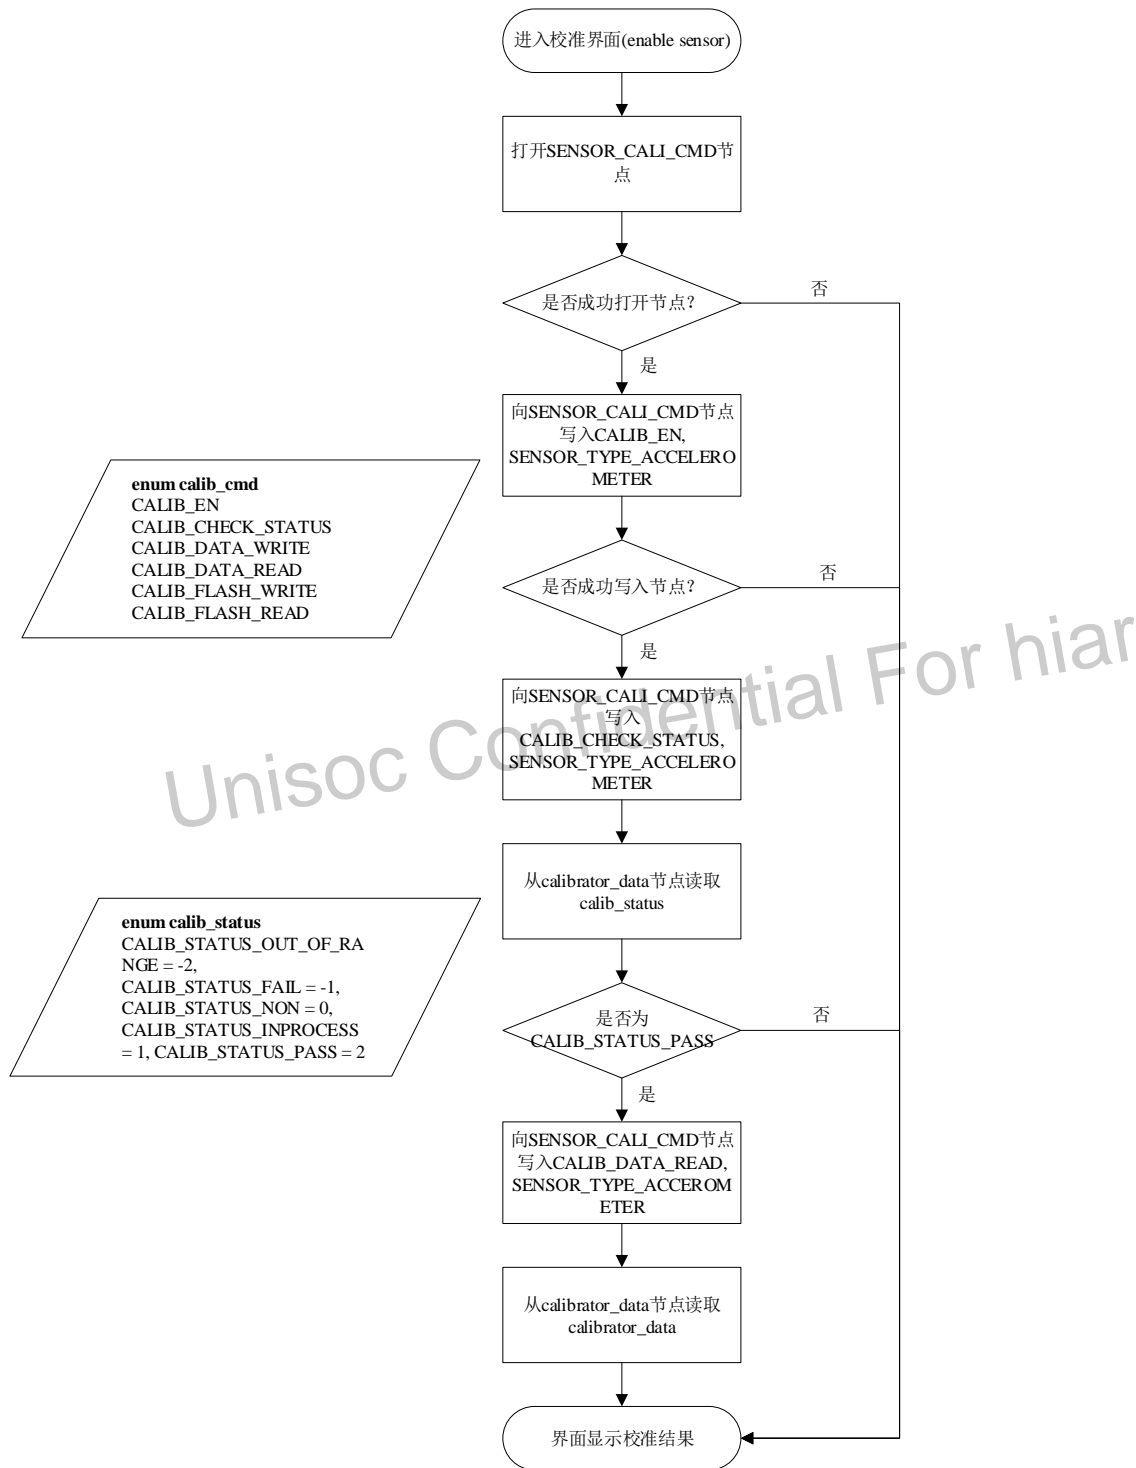 进入校准界面(enable sensor)
打开SENSOR_CALI_CMD节
点
是否成功打开节点?
否
是
向SENSOR_CALI_CMD节点
写入CALIB_EN,
SENSOR_TYPE_ACCELERO
METER
enum calib_cmd
CALIB_EN
CALIB_CHECK_STATUS
CALIB_DATA_WRITE
CALIB_DATA_READ
CALIB_FLASH_WRITE
CALIB_FLASH_READ
是否成功写入节点?
否
是
向SENSOR_CALI_CMD节点
写入
CALIB_CHECK_STATUS,
SENSOR_TYPE_ACCELERO
METER
Unisoc Confidential For hiar
从calibrator_data节点读取
calib_status
enum calib_status
CALIB_STATUS_OUT_OF_RA
NGE = -2,
CALIB_STATUS_FAIL = -1,
CALIB_STATUS_NON = 0,
CALIB_STATUS_INPROCESS
= 1, CALIB_STATUS_PASS = 2
是否为
CALIB_STATUS_PASS
否
是
向SENSOR_CALI_CMD节点
写入CALIB_DATA_READ,
SENSOR_TYPE_ACCEROM
ETER
从calibrator_data节点读取
calibrator_data
界面显示校准结果